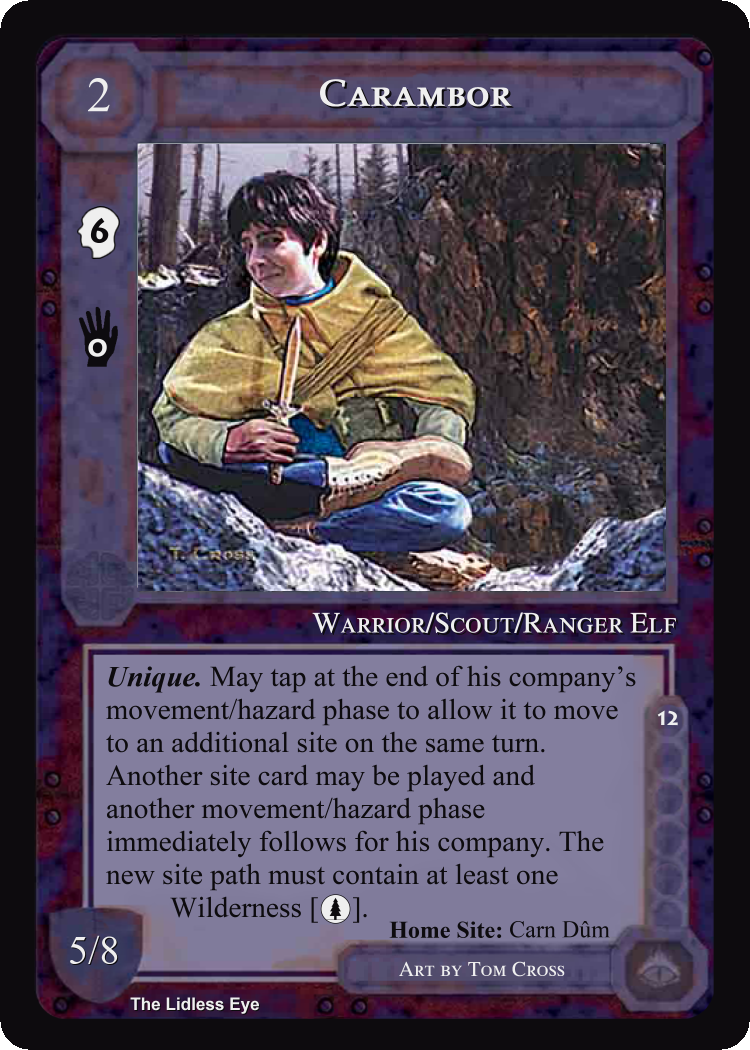 2
Carambor
6
0
T. Cross
Warrior/Scout/Ranger Elf
Unique. May tap at the end of his company's
movement/hazard phase to allow it to move
to an additional site on the same turn.
Another site card may be played and
another movement/hazard phase
immediately follows for his company. The
new site path must contain at least one
Wilderness [ ].
12
Home Site: Carn Dûm
5/8
Art by Tom Cross
The Lidless Eye